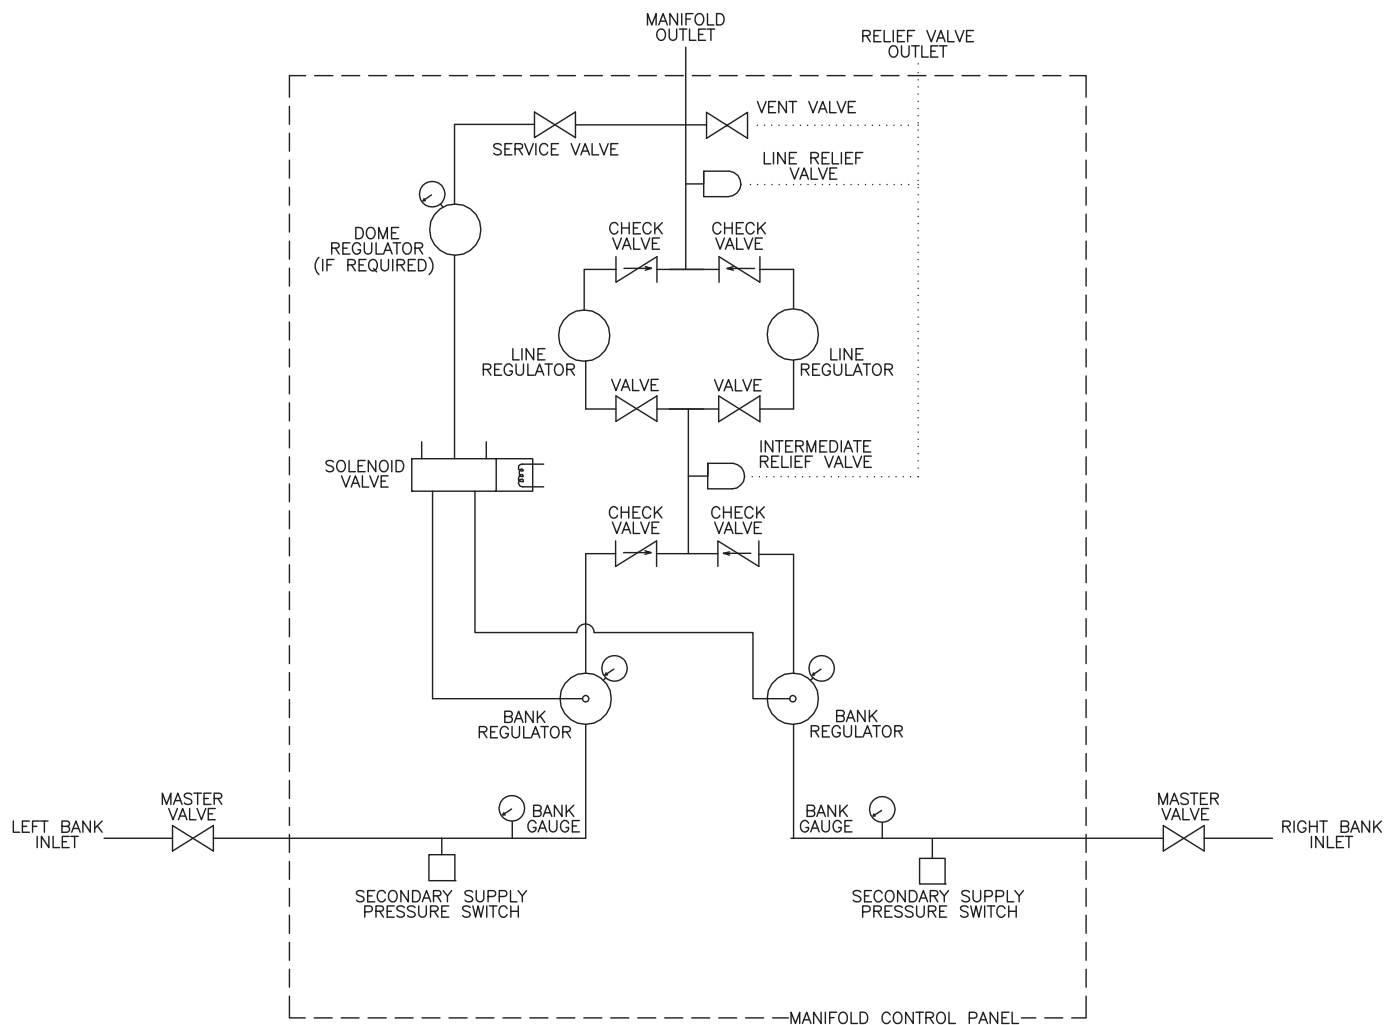 MANIFOLD
OUTLET
RELIEF VALVE
OUTLET
VENT VALVE
SERVICE VALVE
LINE RELIEF
VALVE
DOME
REGULATOR
(IF REQUIRED)
CHECK
VALVE
CHECK
VALVE
LINE
REGULATOR
LINE
REGULATOR
VALVE
VALVE
SOLENOID
VALVE
INTERMEDIATE
RELIEF VALVE
CHECK
VALVE
CHECK
VALVE
BANK
REGULATOR
BANK
REGULATOR
MASTER
VALVE
LEFT BANK
INLET
BANK
GAUGE
BANK
GAUGE
MASTER
VALVE
RIGHT BANK
INLET
SECONDARY SUPPLY
PRESSURE SWITCH
SECONDARY SUPPLY
PRESSURE SWITCH
MANIFOLD CONTROL PANEL